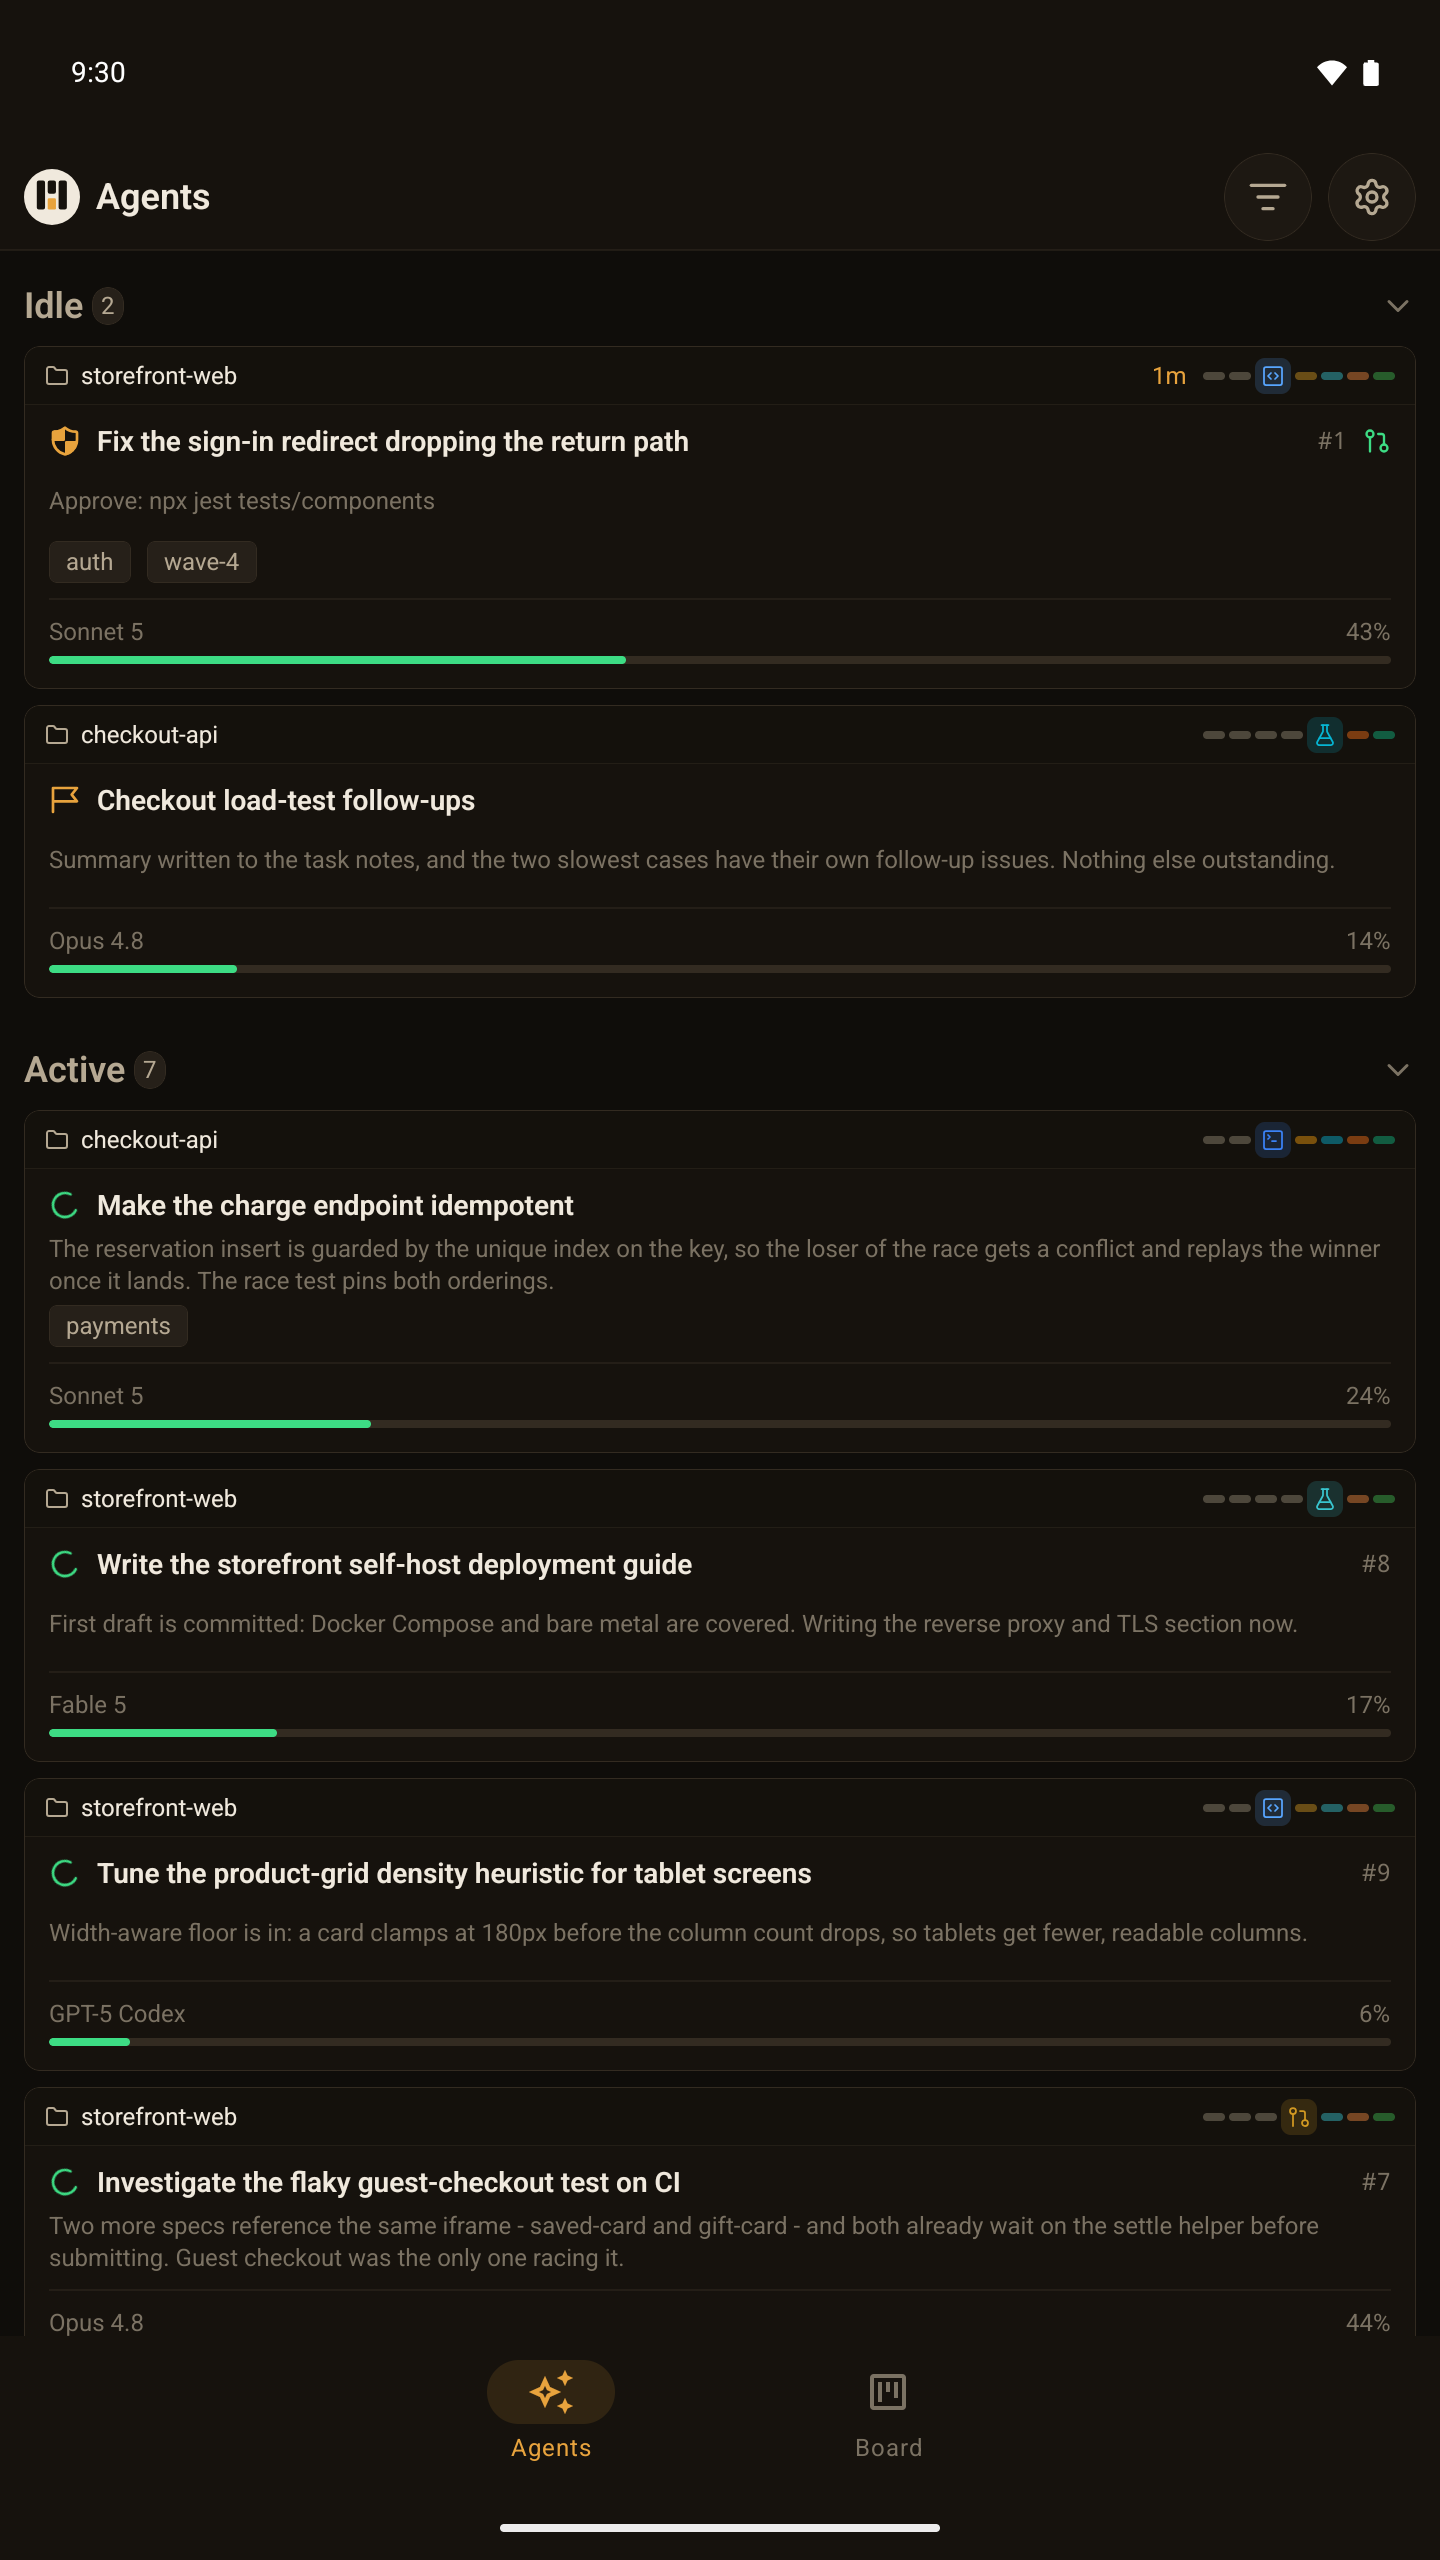 9:30
Agents
Idle 2
storefront-web 1m
Fix the sign-in redirect dropping the return path #1
Approve: npx jest tests/components
auth wave-4
Sonnet 5 43%
checkout-api
Checkout load-test follow-ups
Summary written to the task notes, and the two slowest cases have their own follow-up issues. Nothing else outstanding.
Opus 4.8 14%
Active 7
checkout-api
Make the charge endpoint idempotent
The reservation insert is guarded by the unique index on the key, so the loser of the race gets a conflict and replays the winner
once it lands. The race test pins both orderings.
payments
Sonnet 5 24%
storefront-web
Write the storefront self-host deployment guide #8
First draft is committed: Docker Compose and bare metal are covered. Writing the reverse proxy and TLS section now.
Fable 5 17%
storefront-web
Tune the product-grid density heuristic for tablet screens #9
Width-aware floor is in: a card clamps at 180px before the column count drops, so tablets get fewer, readable columns.
GPT-5 Codex 6%
storefront-web
Investigate the flaky guest-checkout test on CI #7
Two more specs reference the same iframe - saved-card and gift-card - and both already wait on the settle helper before
submitting. Guest checkout was the only one racing it.
Opus 4.8 44%
Agents Board